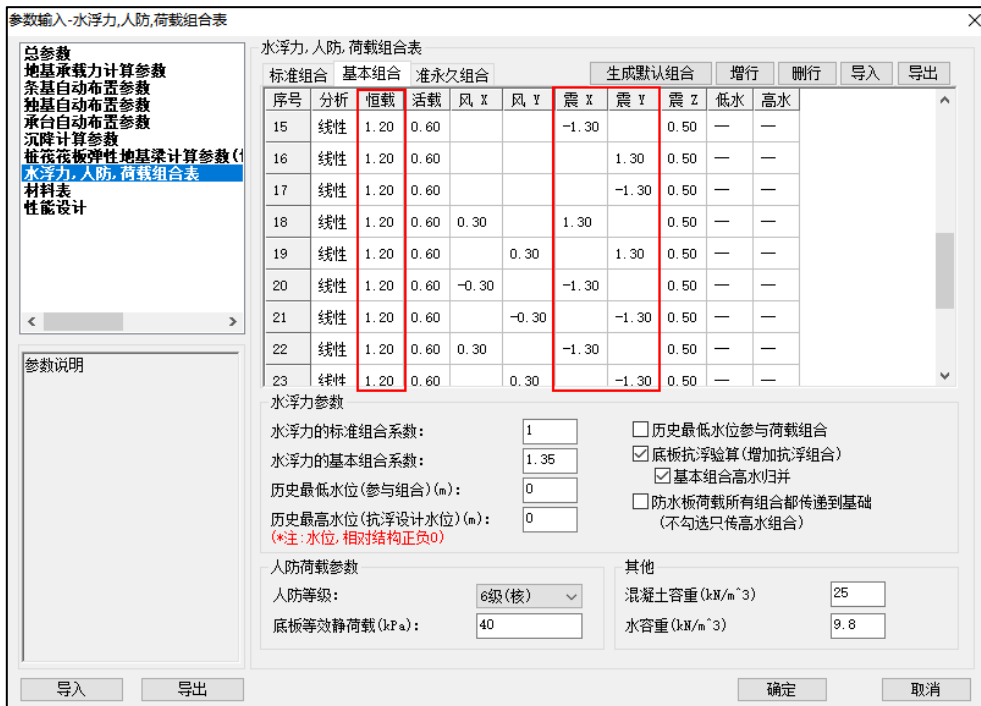 参数输入-水浮力,人防,荷载组合表
总参数
地基承载力计算参数
条基自动布置参数
独基自动布置参数
承台自动布置参数
沉降计算参数
桩筏筏板弹性地基梁计算参数(
水浮力,人防,荷载组合表
材料表
性能设计
参数说明
导入 导出
水浮力,人防,荷载组合表
标准组合 基本组合 准永久组合 生成默认组合 增行 删行 导入 导出
序号 分析 恒载 活载 风 X 风 Y 震 X 震 Y 震 Z 低水 高水
15 线性 1.20 0.60 -1.30 0.50 — —
16 线性 1.20 0.60 1.30 0.50 — —
17 线性 1.20 0.60 -1.30 0.50 — —
18 线性 1.20 0.60 0.30 1.30 0.50 — —
19 线性 1.20 0.60 0.30 1.30 0.50 — —
20 线性 1.20 0.60 -0.30 -1.30 0.50 — —
21 线性 1.20 0.60 -0.30 -1.30 0.50 — —
22 线性 1.20 0.60 0.30 -1.30 0.50 — —
23 线性 1.20 0.60 0.30 -1.30 0.50 — —
水浮力参数
水浮力的标准组合系数: 1
水浮力的基本组合系数: 1.35
历史最低水位(参与组合)(m): 0
历史最高水位(抗浮设计水位)(m): 0
(*注:水位,相对结构正负0)
历史最低水位参与荷载组合
底板抗浮验算(增加抗浮组合)
基本组合高水归并
防水板荷载所有组合都传递到基础
(不勾选只传高水组合)
人防荷载参数
人防等级: 6级(核)
底板等效静荷载(kPa): 40
其他
混凝土容重(kN/m^3) 25
水容重(kN/m^3) 9.8
确定 取消